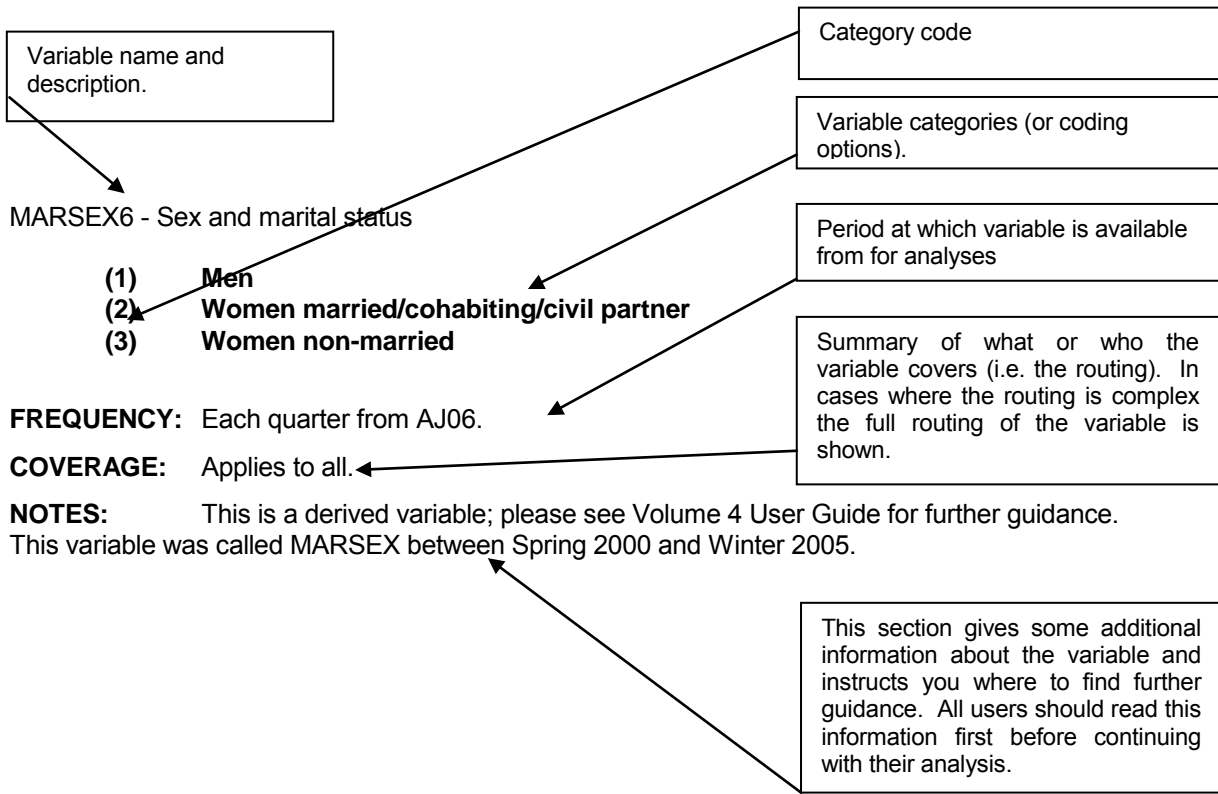 Variable name and
description.
Category code
Variable categories (or coding
options).
MARSEX6 - Sex and marital status
Period at which variable is available
from for analyses
(1) Men
(2) Women married/cohabiting/civil partner
(3) Women non-married
Summary of what or who the
variable covers (i.e. the routing). In
cases where the routing is complex
the full routing of the variable is
shown.
FREQUENCY: Each quarter from AJ06.
COVERAGE: Applies to all.
NOTES: This is a derived variable; please see Volume 4 User Guide for further guidance.
This variable was called MARSEX between Spring 2000 and Winter 2005.
This section gives some additional
information about the variable and
instructs you where to find further
guidance. All users should read this
information first before continuing
with their analysis.